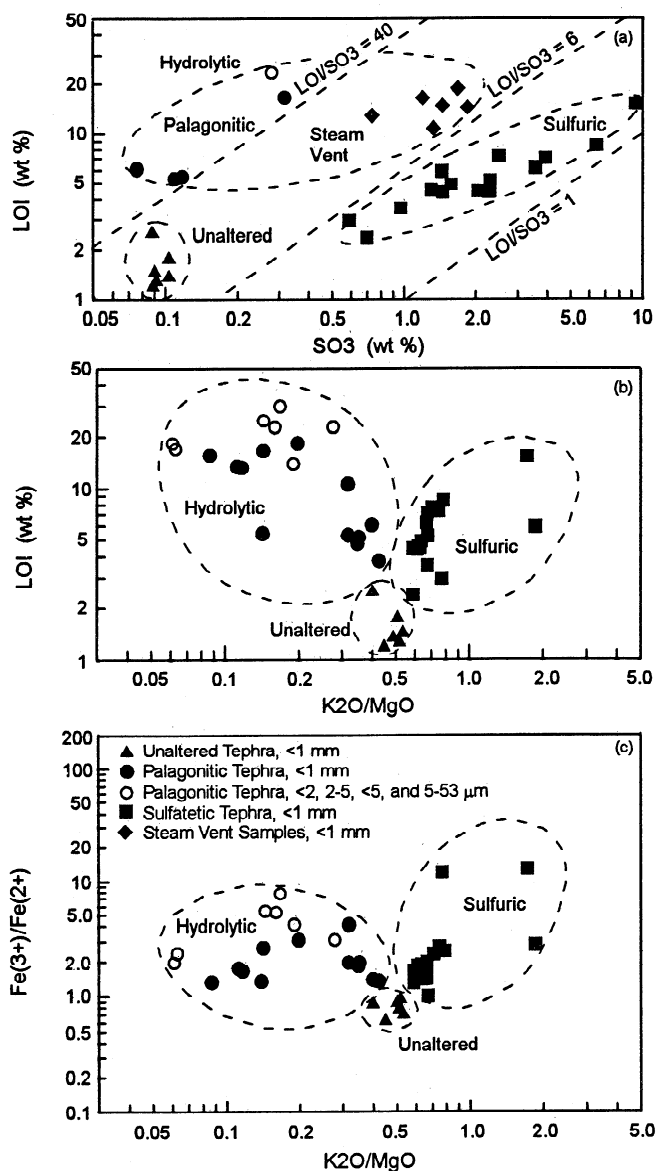 50
20
10
5
2
1
LOI (wt %)
(a)
Hydrolytic
LOI/SO3 = 40
LOI/SO3 = 6
Palagonitic
Steam
Vent
Sulfuric
Unaltered
LOI/SO3 = 1
0.05 0.1 0.2 0.5 1.0 2.0 5.0 10
SO3 (wt %)
50
20
10
5
2
1
LOI (wt %)
(b)
Hydrolytic
Sulfuric
Unaltered
0.05 0.1 0.2 0.5 1.0 2.0 5.0
K2O/MgO
200
100
50
20
10
5.0
2.0
1.0
0.5
0.2
0.1
Fe(3+)/Fe(2+)
(c)
Unaltered Tephra, <1 mm
Palagonitic Tephra, <1 mm
Palagonitic Tephra, <2, 2-5, <5, and 5-53 µm
Sulfatetic Tephra, <1 mm
Steam Vent Samples, <1 mm
Hydrolytic
Sulfuric
Unaltered
0.05 0.1 0.2 0.5 1.0 2.0 5.0
K2O/MgO